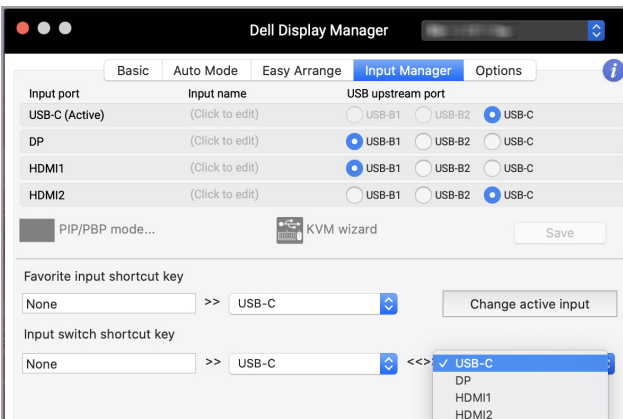 Dell Display Manager
Basic Auto Mode Easy Arrange Input Manager Options i
Input port Input name USB upstream port
USB-C (Active) (Click to edit) USB-B1 USB-B2 USB-C
DP (Click to edit) USB-B1 USB-B2 USB-C
HDMI1 (Click to edit) USB-B1 USB-B2 USB-C
HDMI2 (Click to edit) USB-B1 USB-B2 USB-C
PIP/PBP mode... KVM wizard Save
Favorite input shortcut key
None >> USB-C Change active input
Input switch shortcut key
None >> USB-C <<>> ✓ USB-C
DP
HDMI1
HDMI2